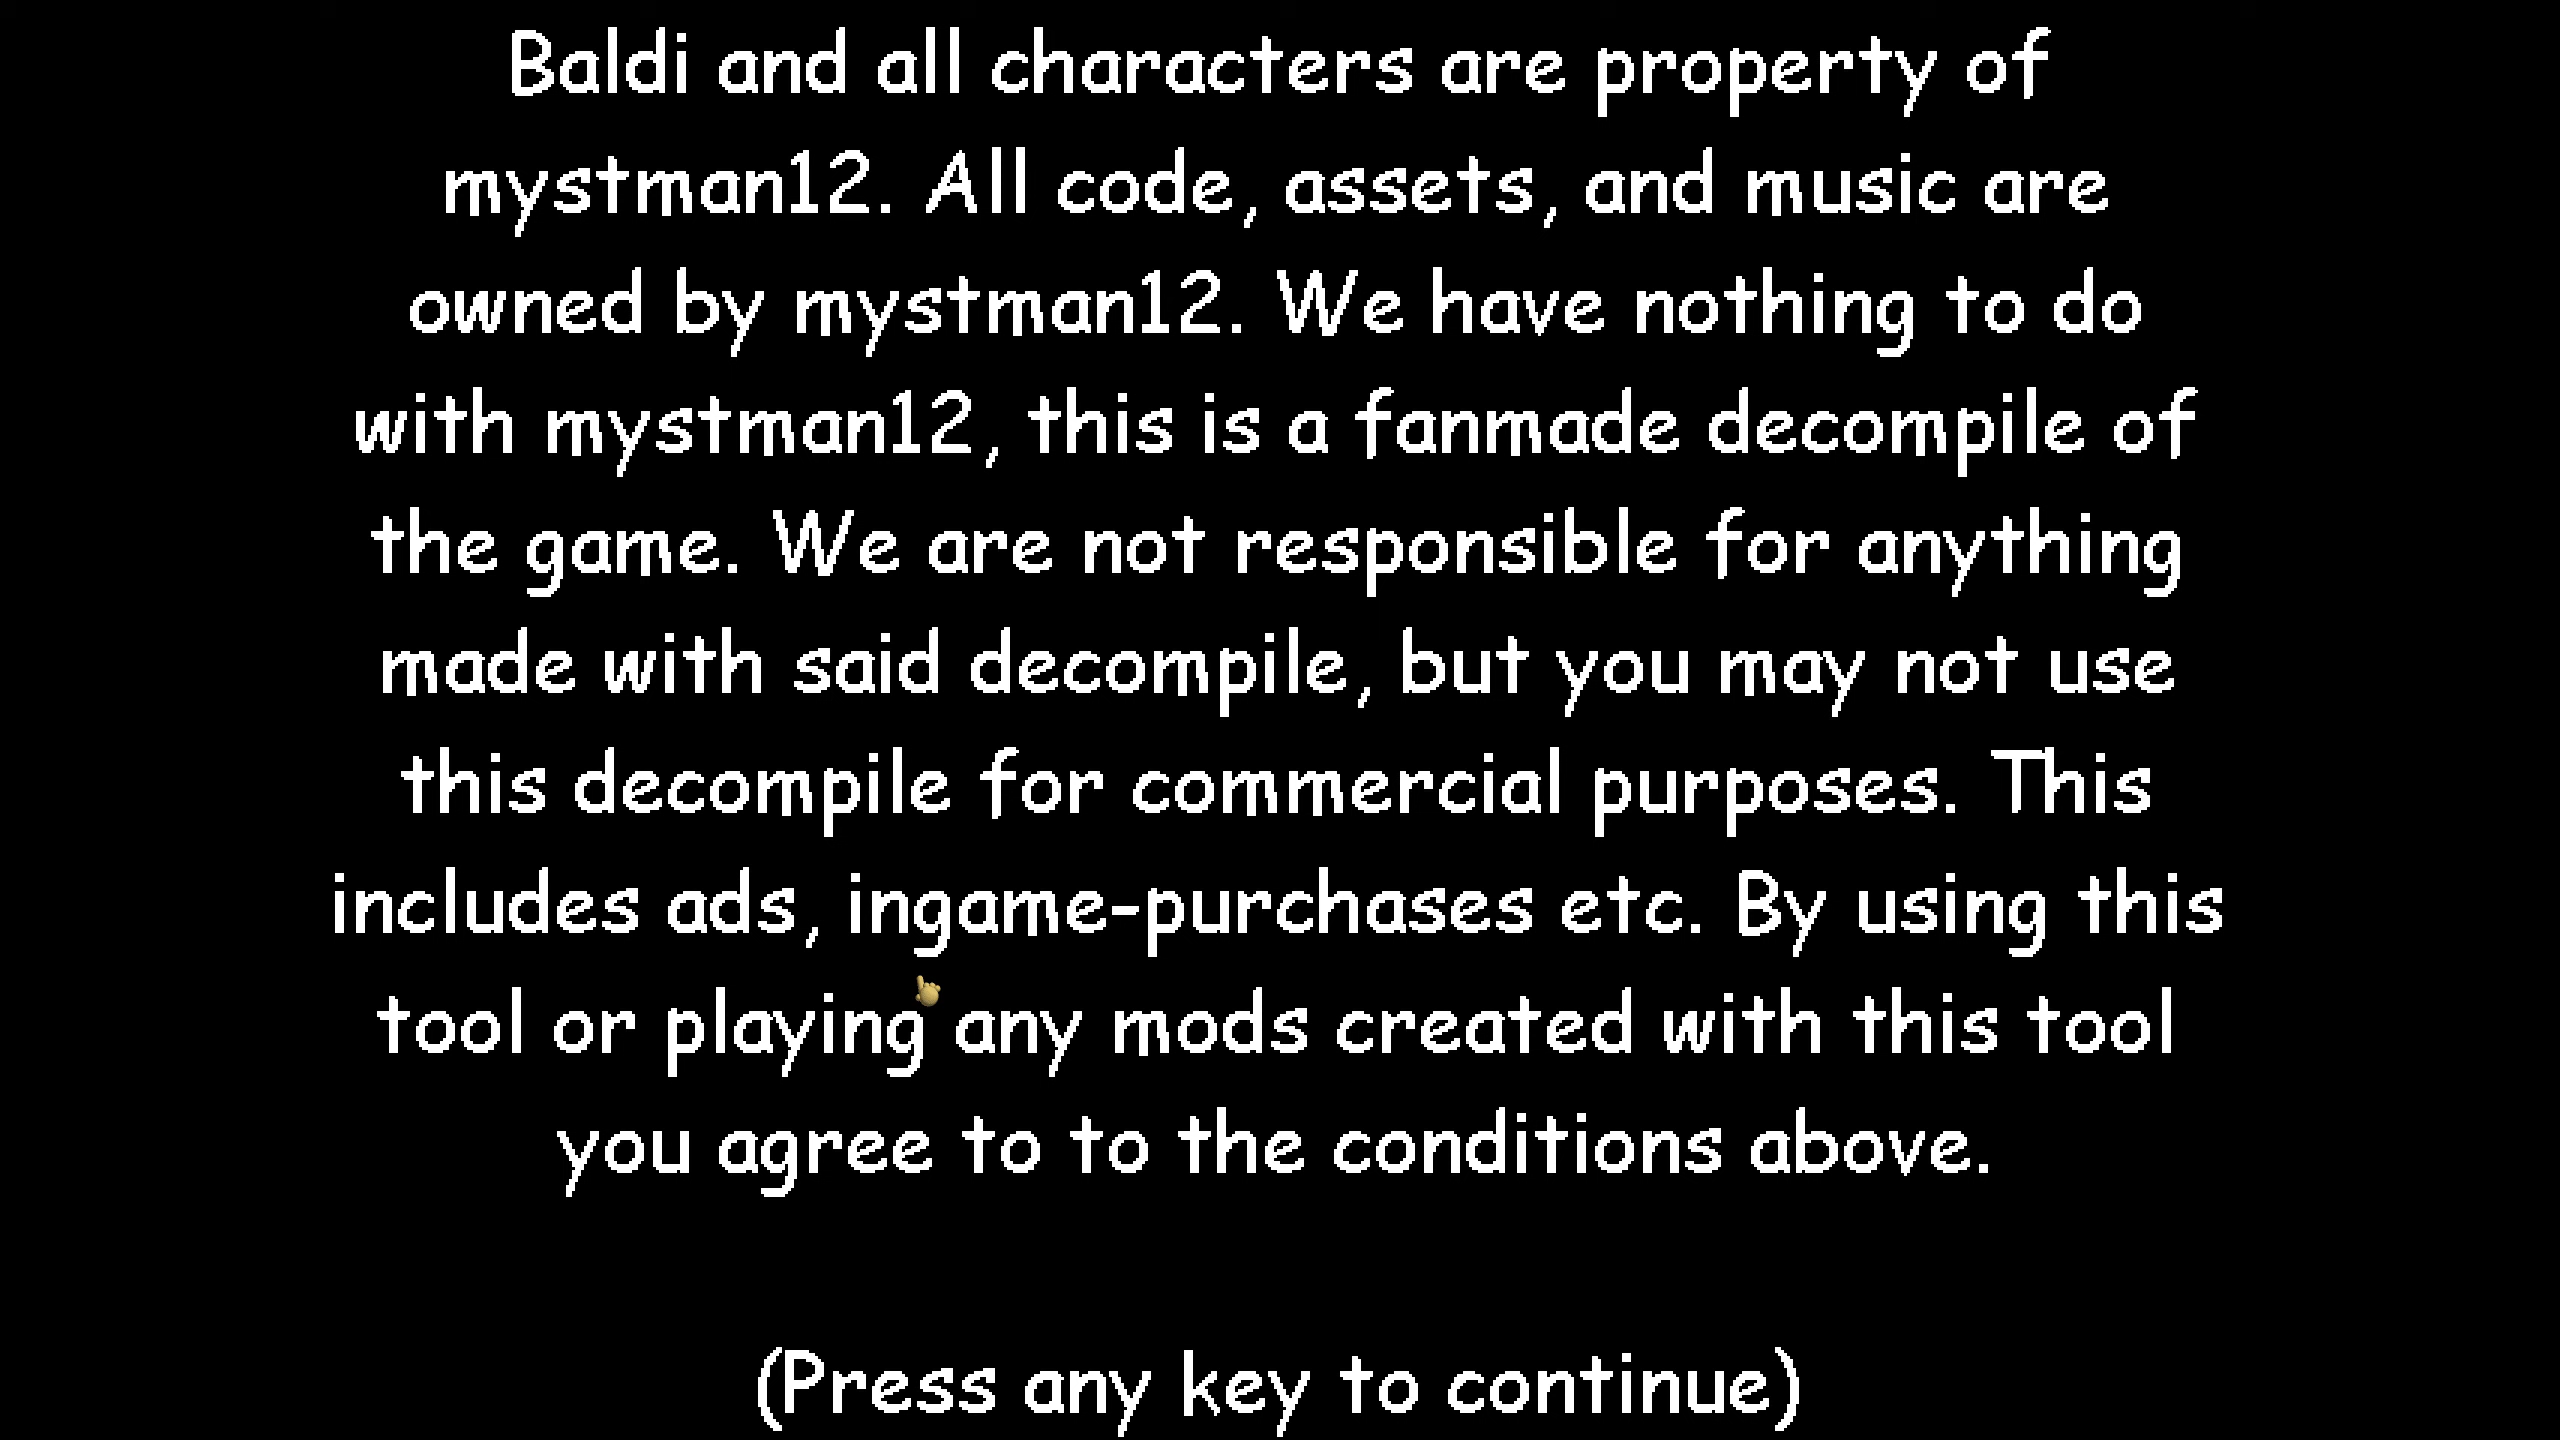 Baldi and all characters are property of
mystman12. All code, assets, and music are
owned by mystman12. We have nothing to do
with mystman12, this is a fanmade decompile of
the game. We are not responsible for anything
made with said decompile, but you may not use
this decompile for commercial purposes. This
includes ads, ingame-purchases etc. By using this
tool or playing any mods created with this tool
you agree to to the conditions above.
(Press any key to continue)